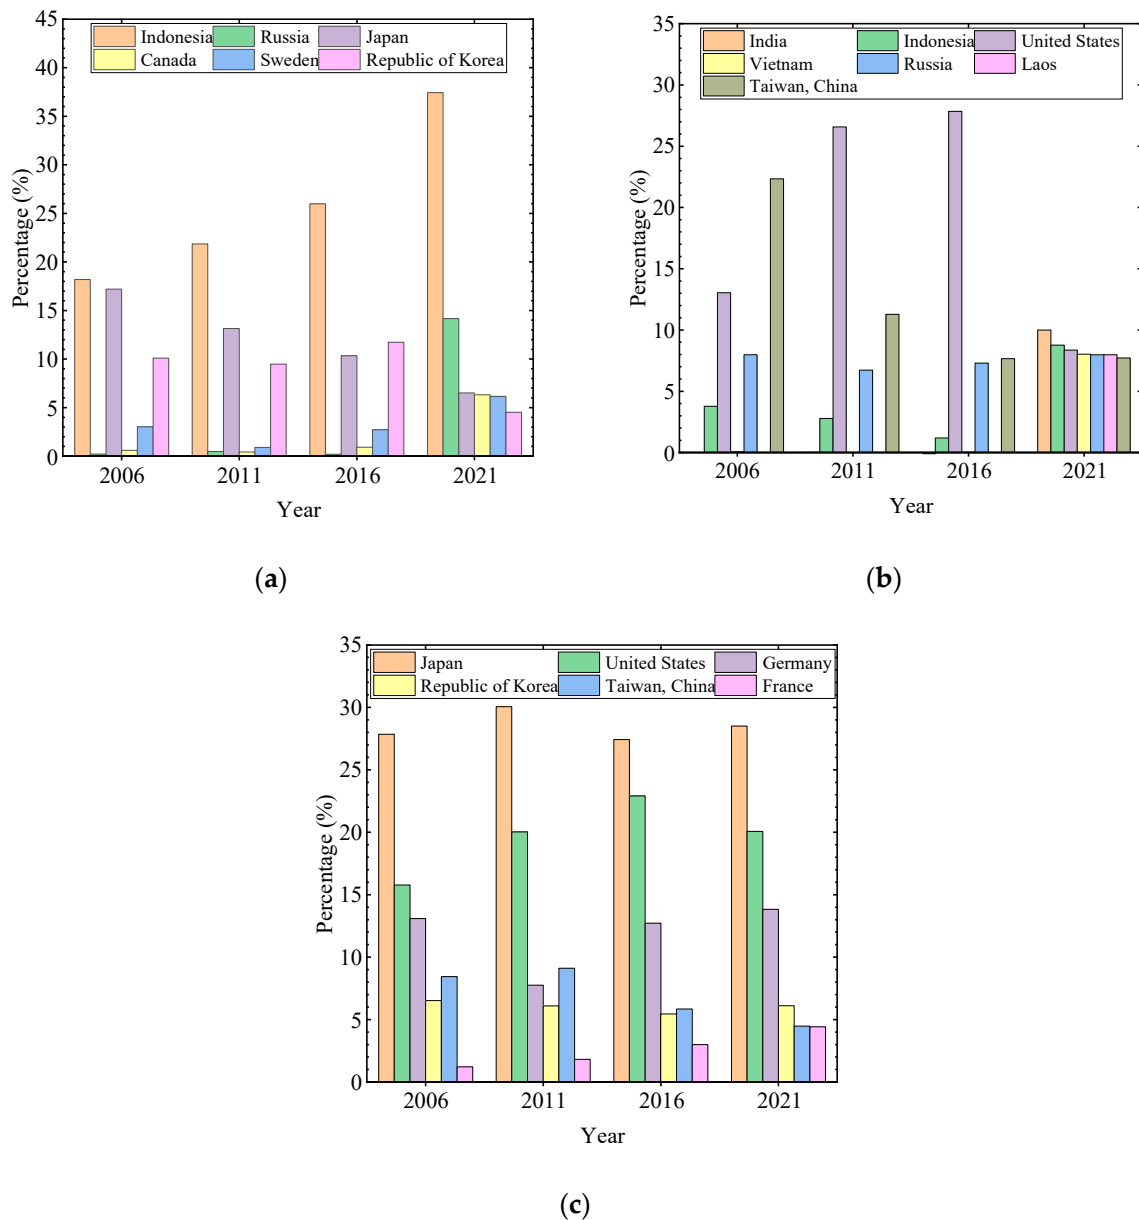 45
40
35
30
25
20
15
10
5
0
Percentage (%)
Indonesia Russia Japan
Canada Sweden Republic of Korea
2006 2011 2016 2021
Year
(a)
35
30
25
20
15
10
5
0
Percentage (%)
India Indonesia United States
Vietnam Russia Laos
Taiwan, China
2006 2011 2016 2021
Year
(b)
35
30
25
20
15
10
5
0
Percentage (%)
Japan United States Germany
Republic of Korea Taiwan, China France
2006 2011 2016 2021
Year
(c)